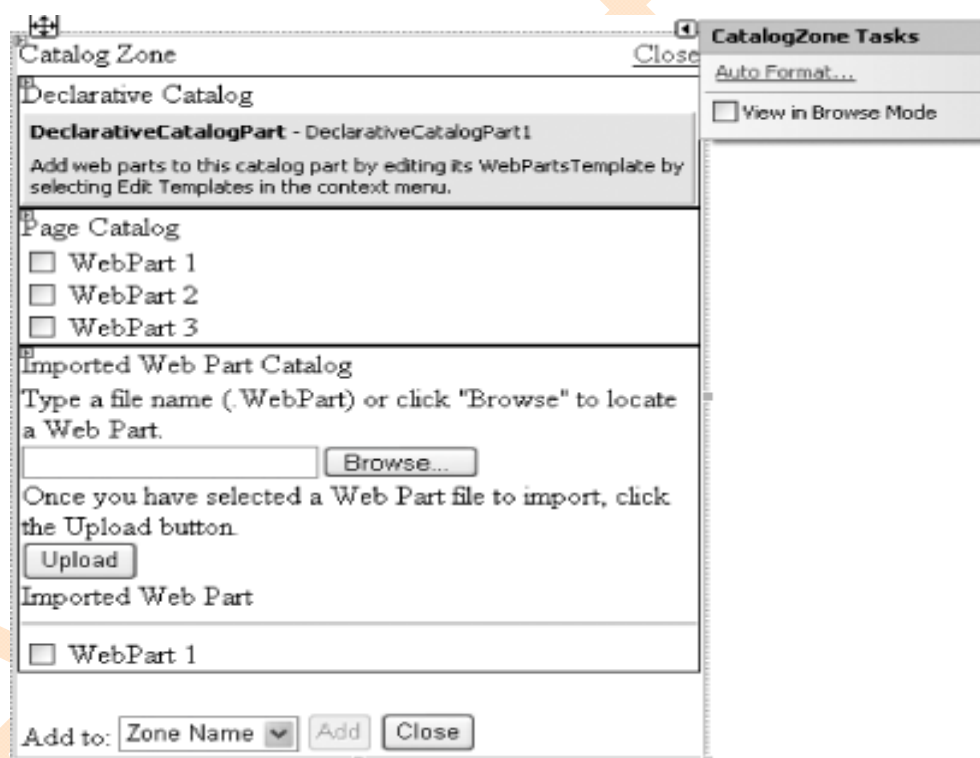 Catalog Zone Close
Declarative Catalog
DeclarativeCatalogPart - DeclarativeCatalogPart1
Add web parts to this catalog part by editing its WebPartsTemplate by
selecting Edit Templates in the context menu.
Page Catalog
WebPart 1
WebPart 2
WebPart 3
Imported Web Part Catalog
Type a file name (.WebPart) or click "Browse" to locate
a Web Part.
Browse...
Once you have selected a Web Part file to import, click
the Upload button.
Upload
Imported Web Part
WebPart 1
Add to: Zone Name Add Close
CatalogZone Tasks
Auto Format...
View in Browse Mode